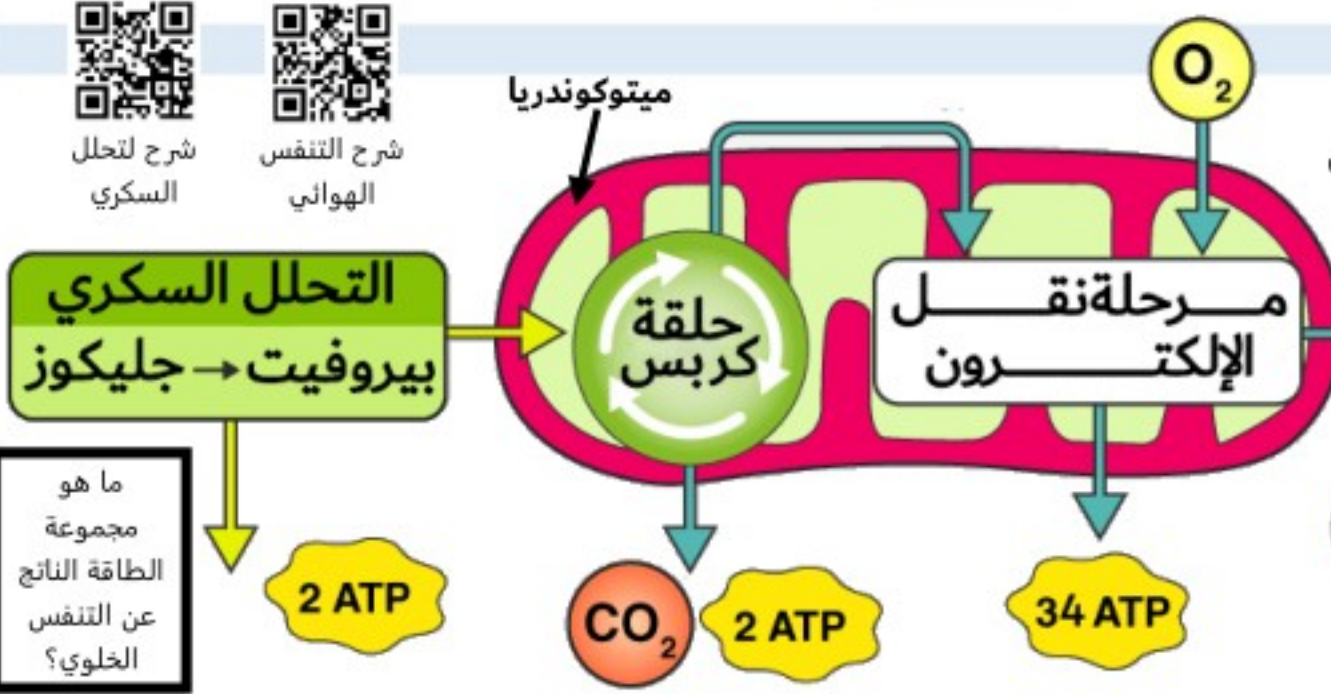 شرح لتحلل
السكري
شرح التنفس
الهوائي
ميتوكوندريا
O₂
التحلل السكري
بيروفيت → جليكوز
حلقة
كربس
مــرحلةنقــــل
الإلكتـــــرون
ما هو
مجموعة
الطاقة الناتج
عن التنفس
الخلوي؟
2 ATP
CO₂
2 ATP
34 ATP